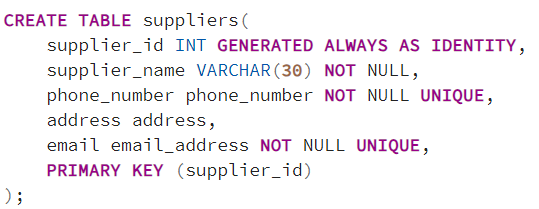 CREATE TABLE suppliers(
    supplier_id INT GENERATED ALWAYS AS IDENTITY,
    supplier_name VARCHAR(30) NOT NULL,
    phone_number phone_number NOT NULL UNIQUE,
    address address,
    email email_address NOT NULL UNIQUE,
    PRIMARY KEY (supplier_id)
);